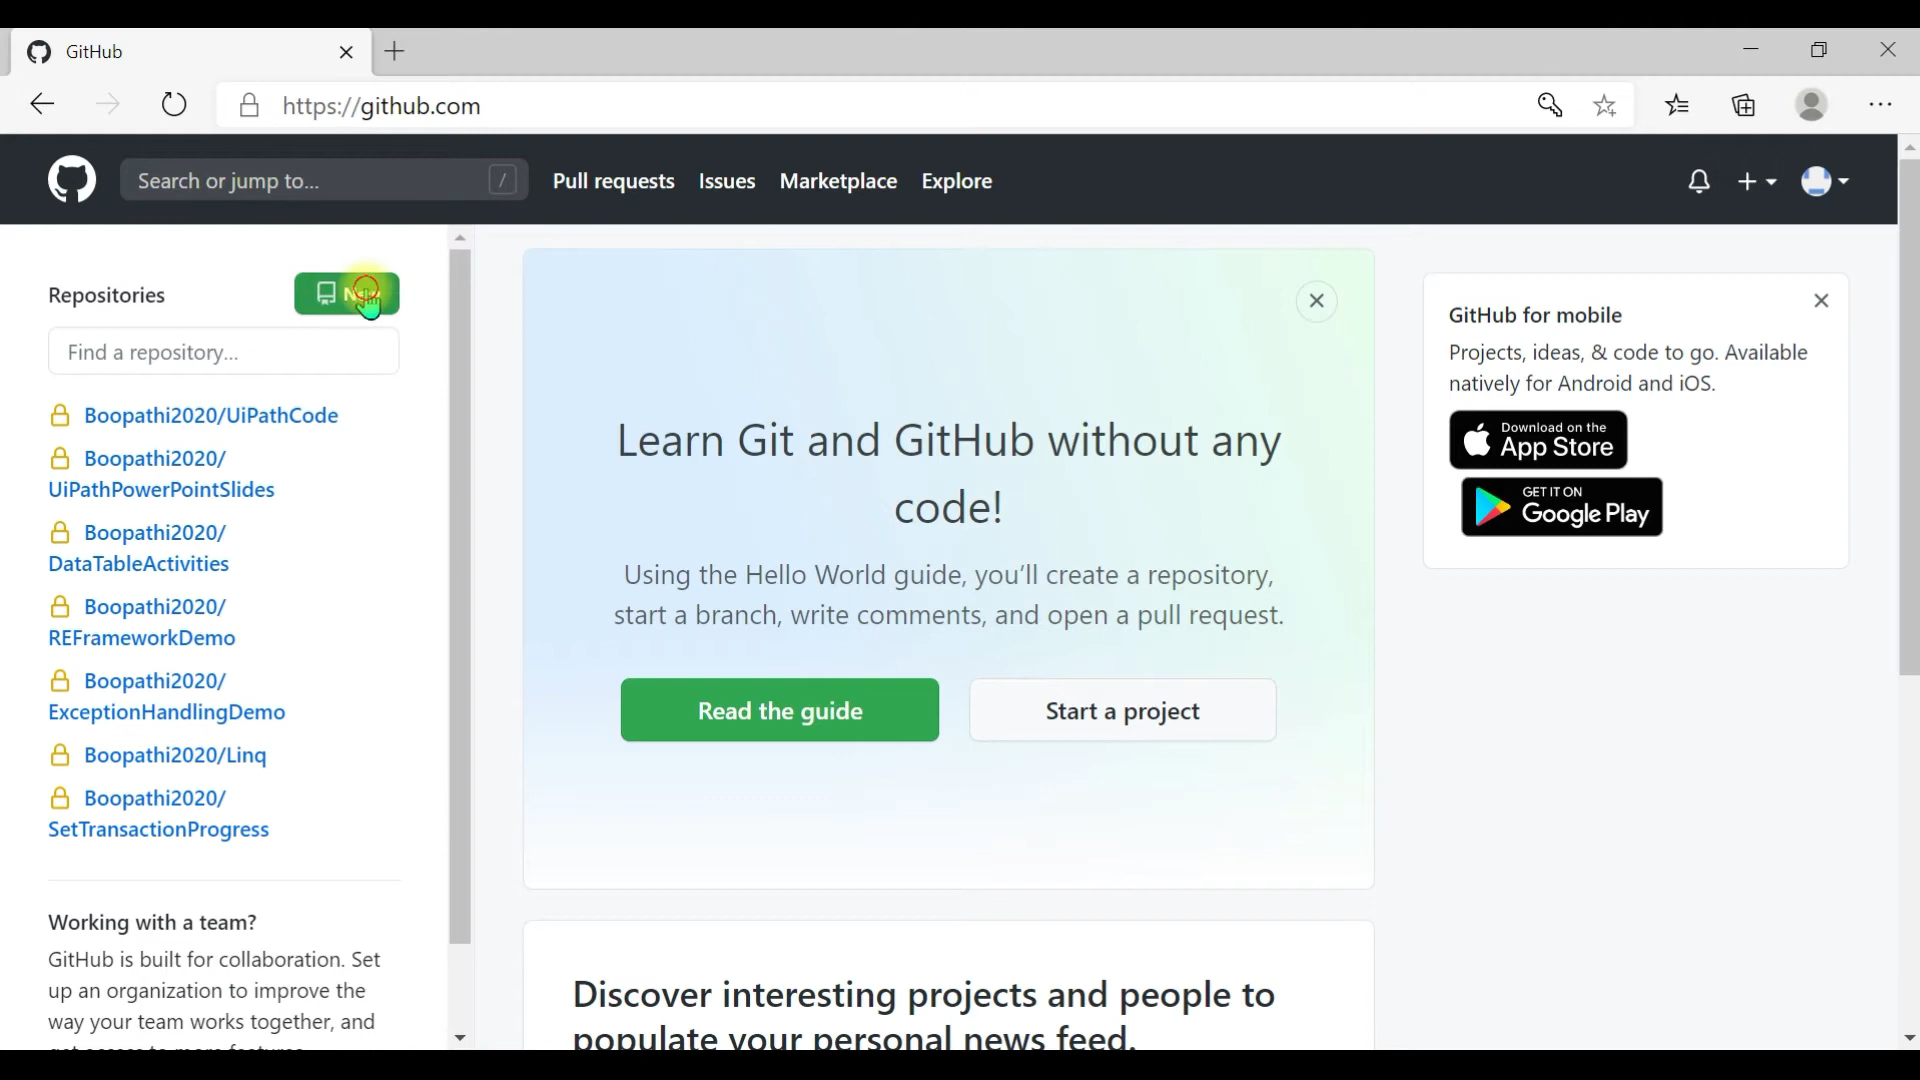 GitHub
https://github.com
Search or jump to...
/
Pull requests
Issues
Marketplace
Explore
Repositories
Find a repository...
Boopathi2020/UiPathCode
Boopathi2020/
UiPathPowerPointSlides
Boopathi2020/
DataTableActivities
Boopathi2020/
REFrameworkDemo
Boopathi2020/
ExceptionHandlingDemo
Boopathi2020/Linq
Boopathi2020/
SetTransactionProgress
Working with a team?
GitHub is built for collaboration. Set
up an organization to improve the
way your team works together, and
Learn Git and GitHub without any
code!
Using the Hello World guide, you'll create a repository,
start a branch, write comments, and open a pull request.
Read the guide
Start a project
Discover interesting projects and people to
populate your personal news feed.
GitHub for mobile
Projects, ideas, & code to go. Available
natively for Android and iOS.
Download on the
App Store
GET IT ON
Google Play